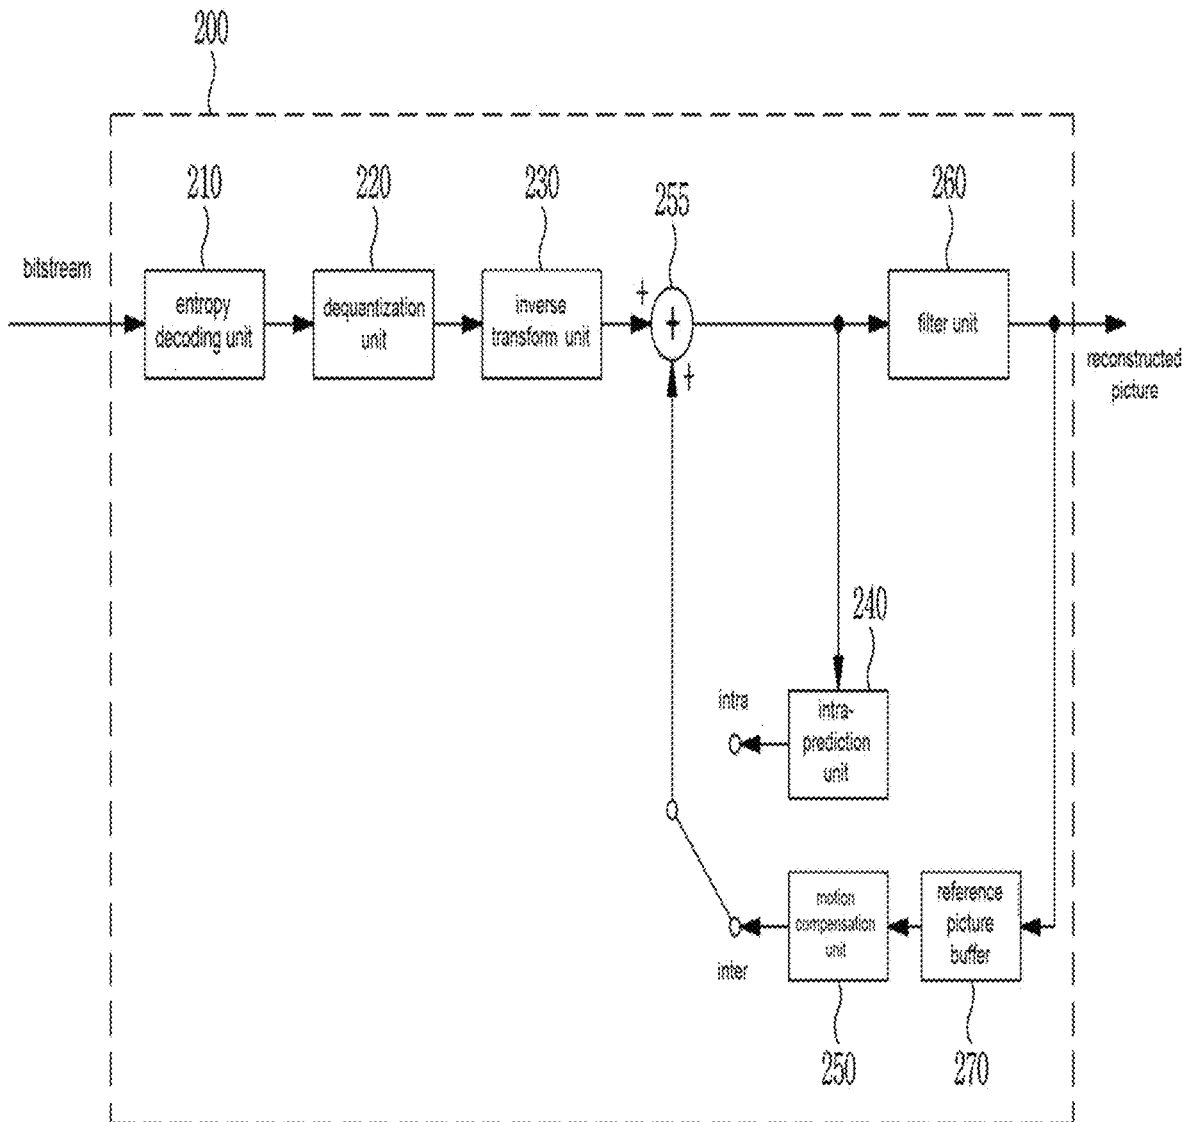 200
210
220
230
255
260
bitstream
entropy
decoding unit
dequantization
unit
inverse
transform unit
+
+
+
filter unit
reconstructed
picture
240
intra
intra-
prediction
unit
motion
compensation
unit
reference
picture
buffer
inter
250
270